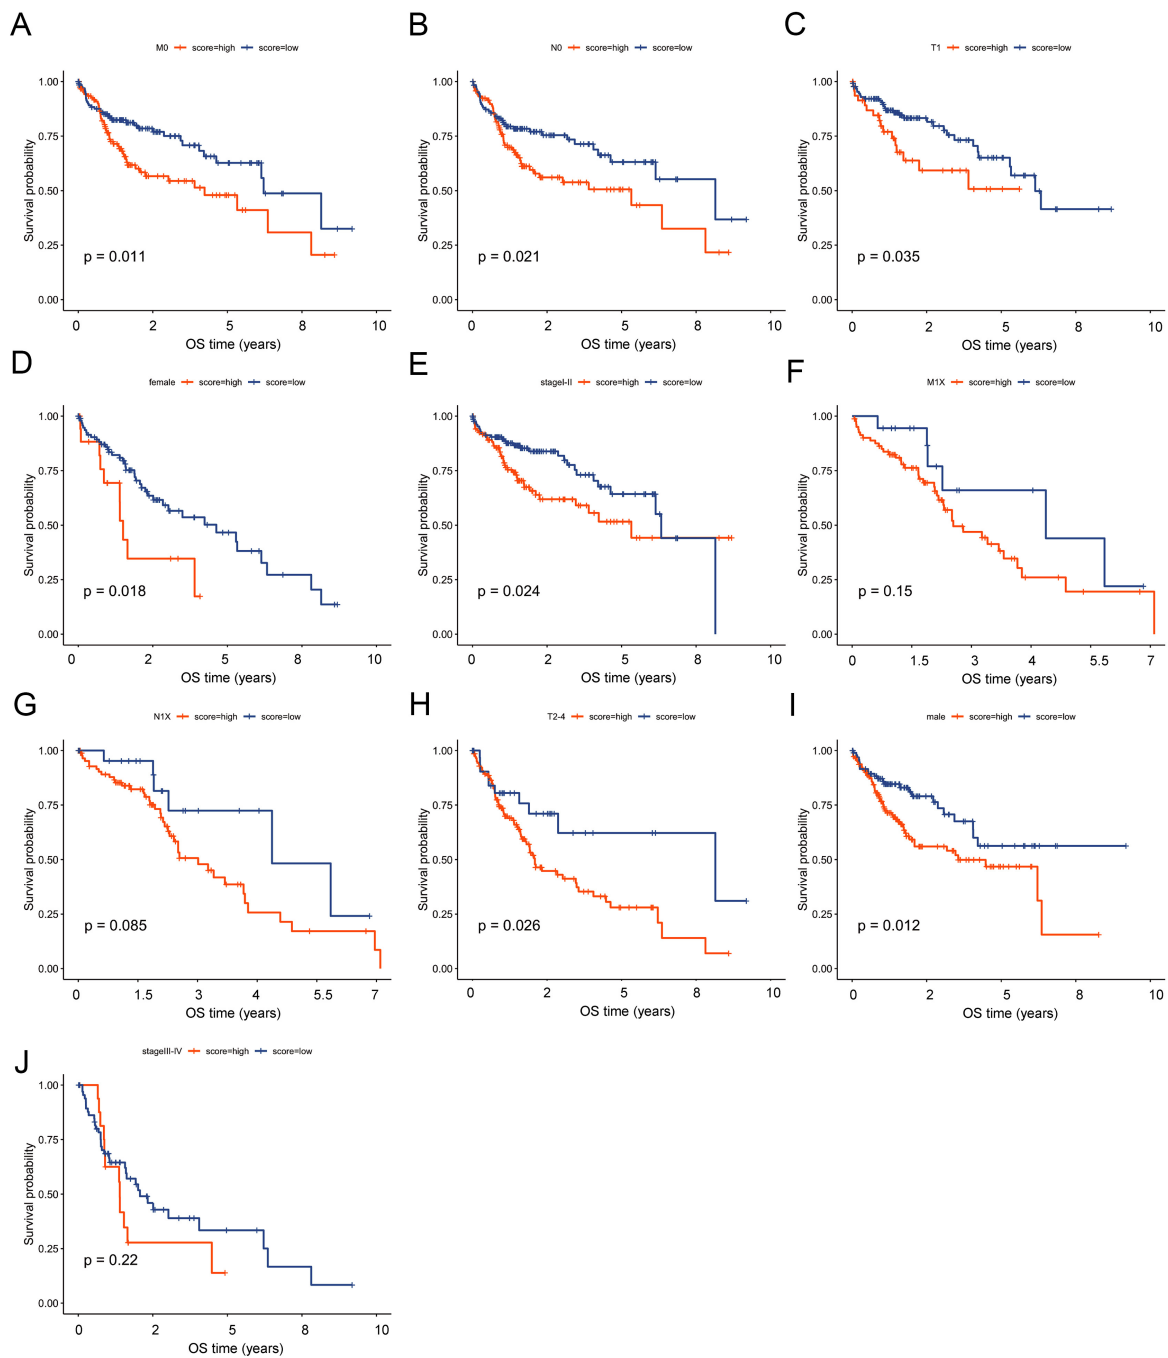 A
M0 score=high score=low
1.00
0.75
0.50
0.25
0.00
Survival probability
p = 0.011
0 2 5 8 10
OS time (years)
B
N0 score=high score=low
1.00
0.75
0.50
0.25
0.00
Survival probability
p = 0.021
0 2 5 8 10
OS time (years)
C
T1 score=high score=low
1.00
0.75
0.50
0.25
0.00
Survival probability
p = 0.035
0 2 5 8 10
OS time (years)
D
female score=high score=low
1.00
0.75
0.50
0.25
0.00
Survival probability
p = 0.018
0 2 5 8 10
OS time (years)
E
stageI-II score=high score=low
1.00
0.75
0.50
0.25
0.00
Survival probability
p = 0.024
0 2 5 8 10
OS time (years)
F
M1X score=high score=low
1.00
0.75
0.50
0.25
0.00
Survival probability
p = 0.15
0 1.5 3 4 5.5 7
OS time (years)
G
N1X score=high score=low
1.00
0.75
0.50
0.25
0.00
Survival probability
p = 0.085
0 1.5 3 4 5.5 7
OS time (years)
H
T2-4 score=high score=low
1.00
0.75
0.50
0.25
0.00
Survival probability
p = 0.026
0 2 5 8 10
OS time (years)
I
male score=high score=low
1.00
0.75
0.50
0.25
0.00
Survival probability
p = 0.012
0 2 5 8 10
OS time (years)
J
stageIII-IV score=high score=low
1.00
0.75
0.50
0.25
0.00
Survival probability
p = 0.22
0 2 5 8 10
OS time (years)